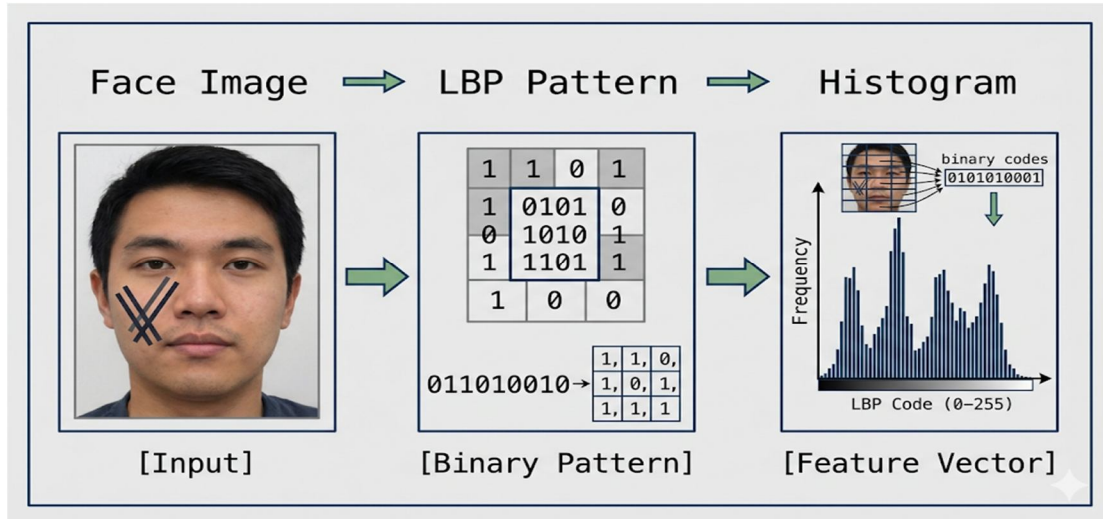 Face Image
LBP Pattern
Histogram
1 1 0 1
1 0101 0
0 1010 1
1 1101 1
1 0 0
011010010
1, 1, 0,
1, 0, 1,
1, 1, 1
binary codes
0101010001
Frequency
LBP Code (0–255)
[Input]
[Binary Pattern]
[Feature Vector]